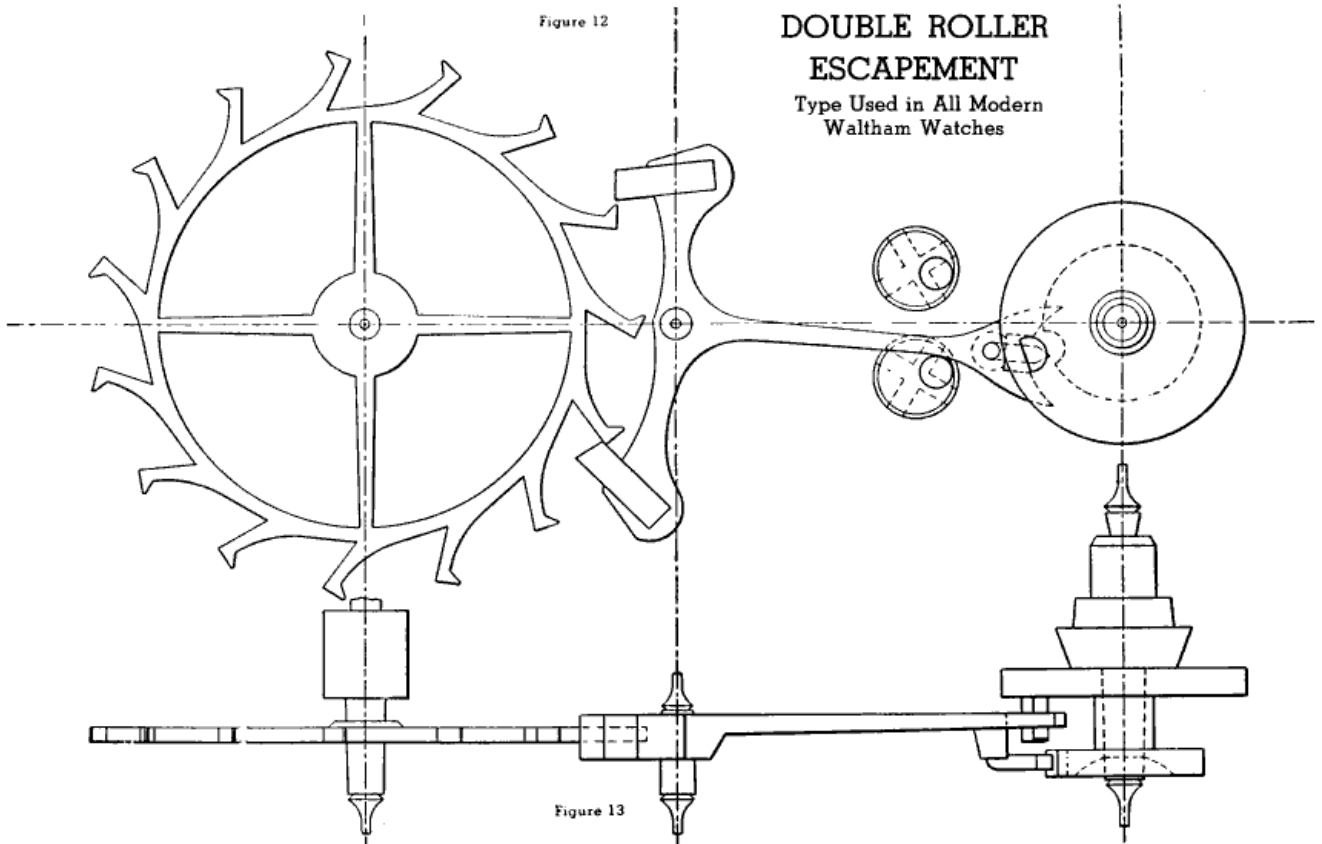 Figure 12
DOUBLE ROLLER
ESCAPEMENT
Type Used in All Modern
Waltham Watches
Figure 13